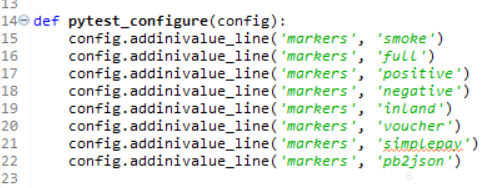 13
14 def pytest_configure(config):
15 config.addinivalue_line('markers', 'smoke')
16 config.addinivalue_line('markers', 'full')
17 config.addinivalue_line('markers', 'positive')
18 config.addinivalue_line('markers', 'negative')
19 config.addinivalue_line('markers', 'inland')
20 config.addinivalue_line('markers', 'voucher')
21 config.addinivalue_line('markers', 'simplepay')
22 config.addinivalue_line('markers', 'pb2json')
23